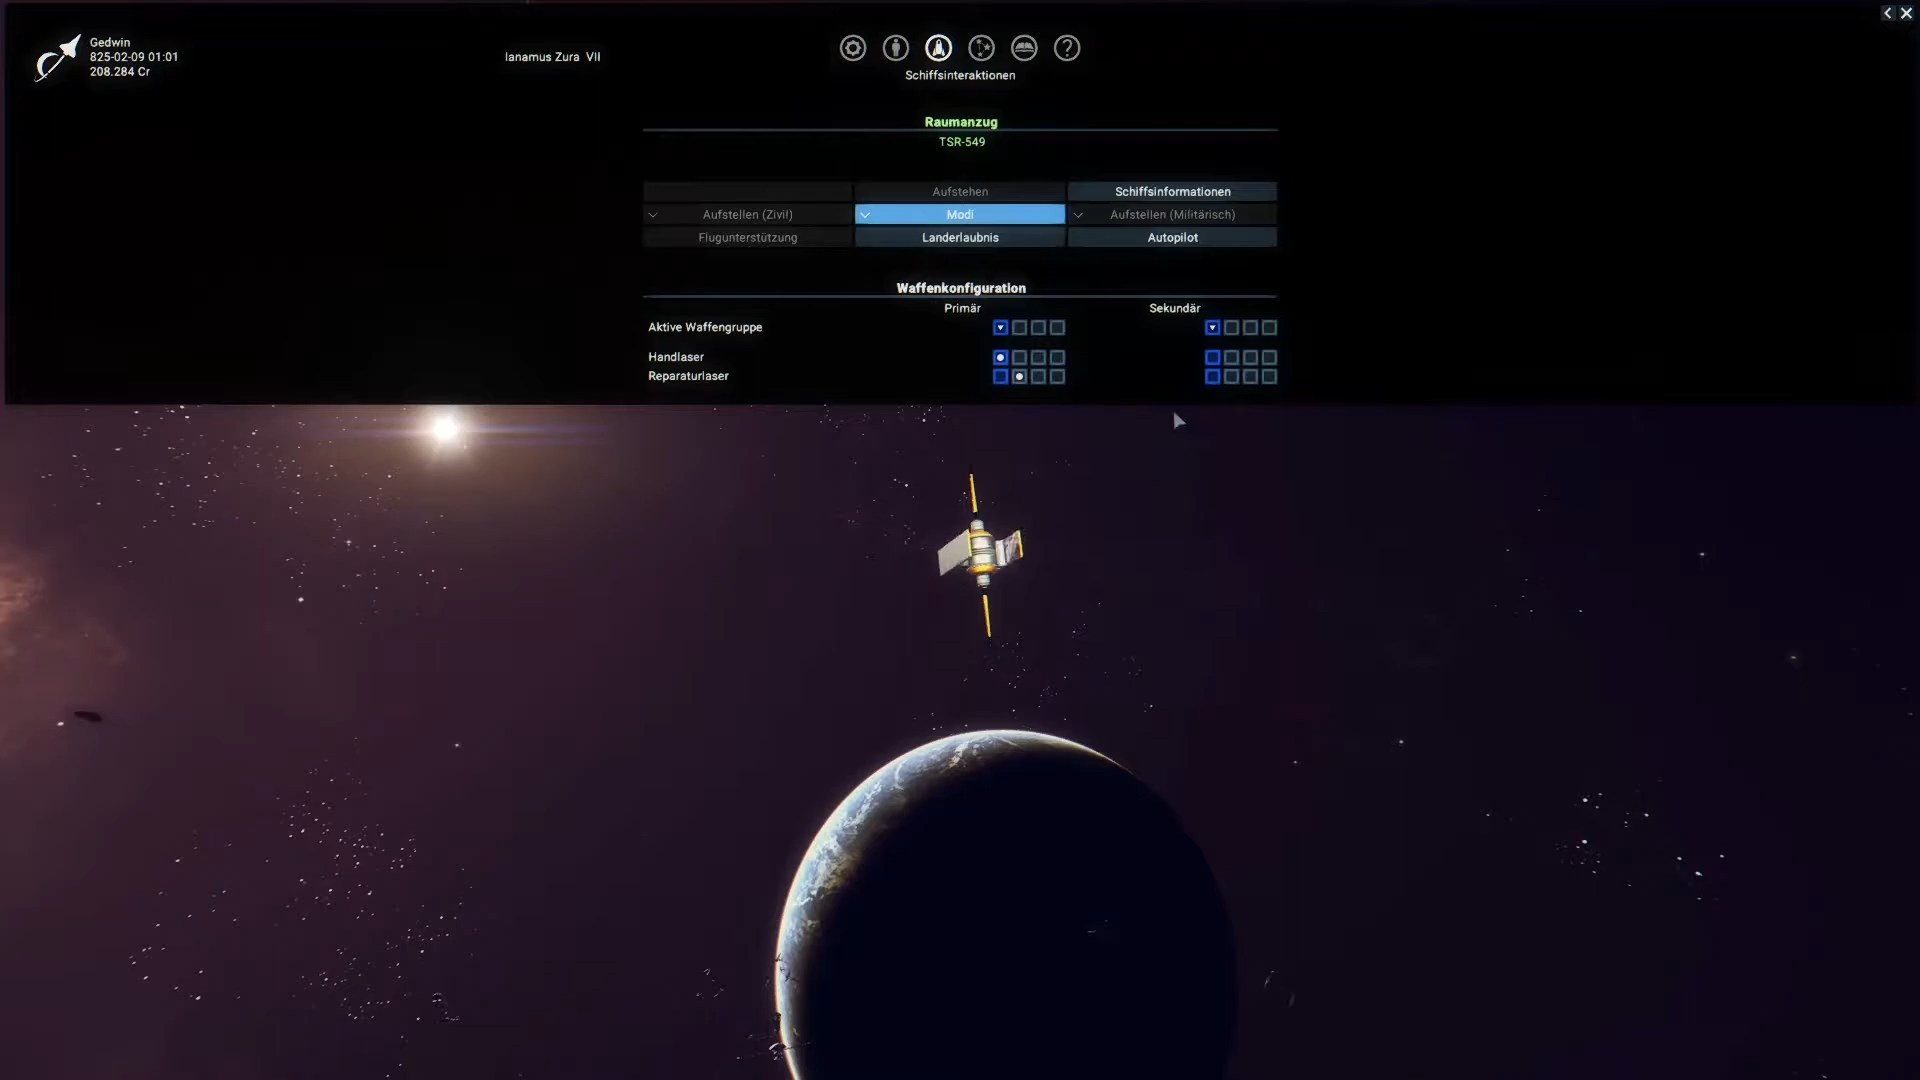 Gedwin
825-02-09 01:01
208.284 Cr
Ianamus Zura VII
Schiffsinteraktionen
Raumanzug
TSR-549
Aufstehen
Schiffsinformationen
Aufstellen (Zivil)
Modi
Aufstellen (Militärisch)
Flugunterstützung
Landerlaubnis
Autopilot
Waffenkonfiguration
Primär
Sekundär
Aktive Waffengruppe
Handlaser
Reparaturlaser